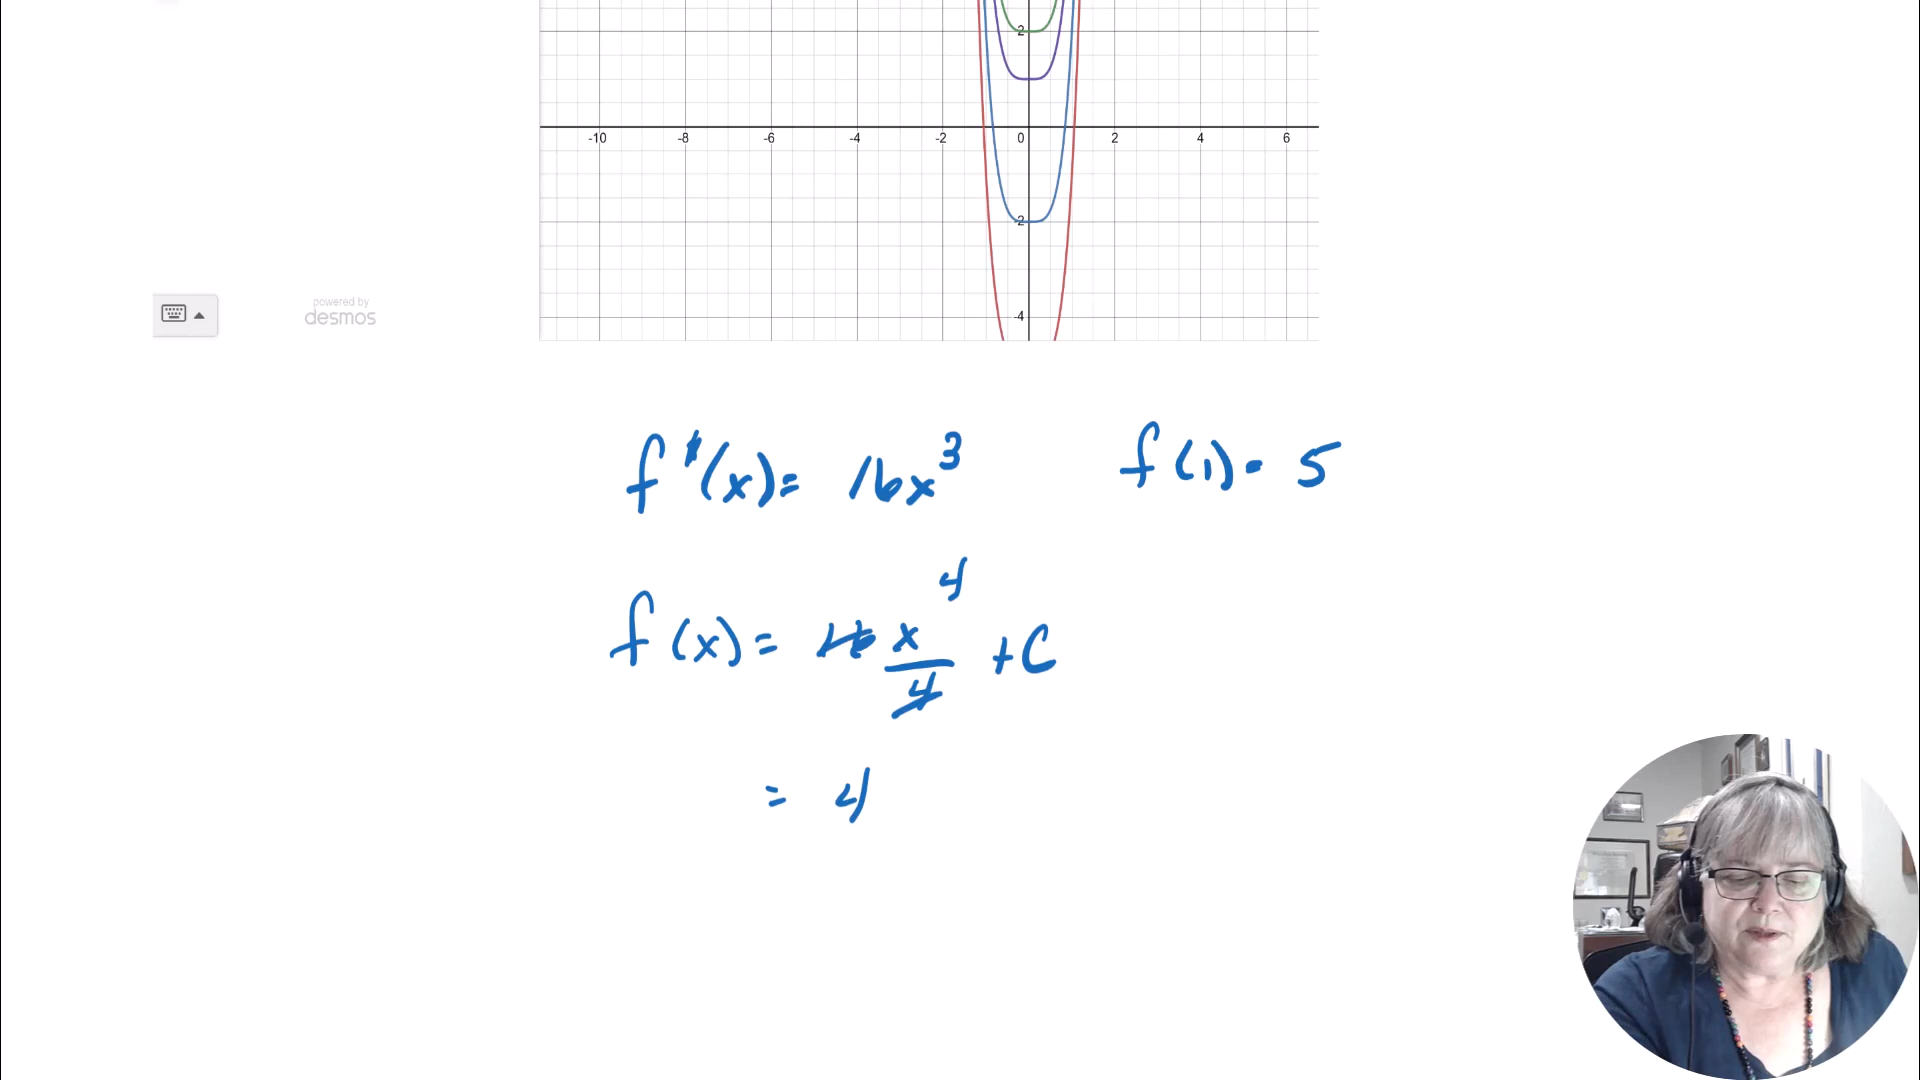 2
-10 -8 -6 -4 -2 0 2 4 6
-2
-4
powered by
desmos
f'(x) = 16x³ f(1) = 5
f(x) = 16 x⁴/4 + C
= 4